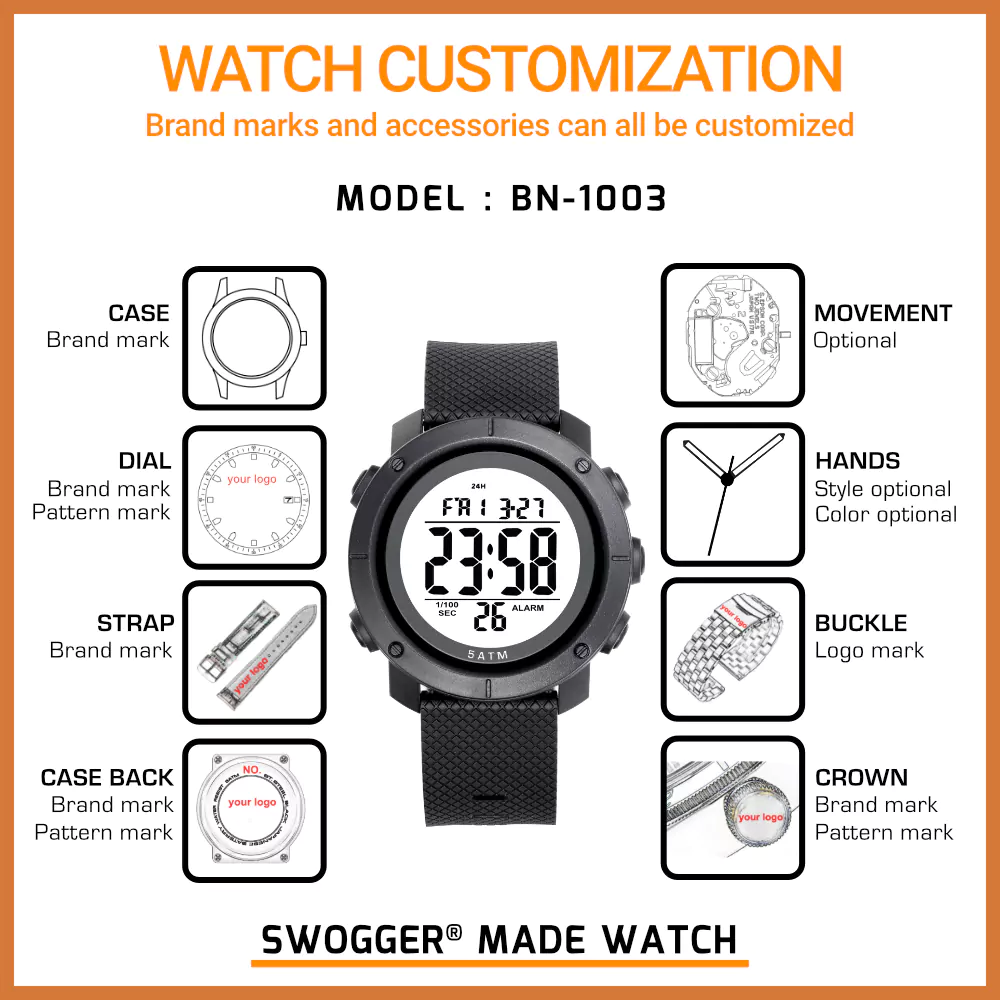 WATCH CUSTOMIZATION
Brand marks and accessories can all be customized
MODEL : BN-1003
CASE
Brand mark
DIAL
Brand mark
Pattern mark
your logo
7
STRAP
Brand mark
your logo
CASE BACK
Brand mark
Pattern mark
NO.
your logo
24H
FRI 3-27
23:58
1/100
SEC
26
ALARM
5ATM
MOVEMENT
Optional
HANDS
Style optional
Color optional
BUCKLE
Logo mark
your logo
CROWN
Brand mark
Pattern mark
your logo
SWOGGER® MADE WATCH